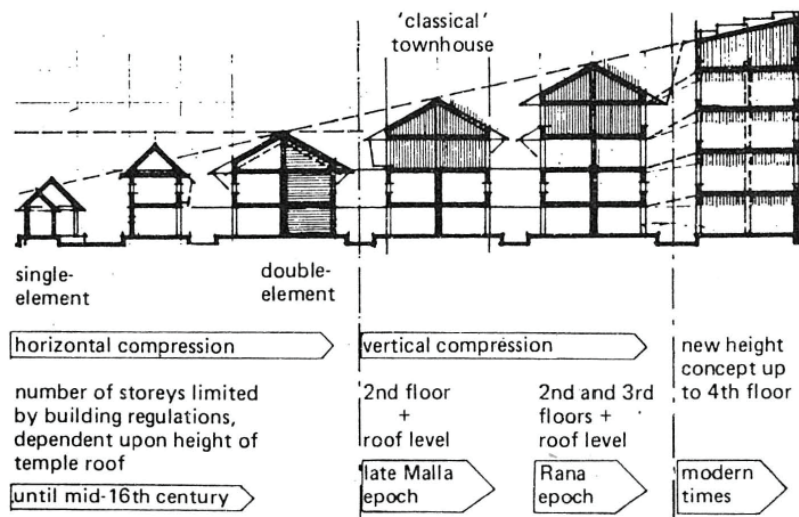 ‘classical’
townhouse
single-
element
double-
element
horizontal compression
vertical compression
new height
concept up
to 4th floor
number of storeys limited
by building regulations,
dependent upon height of
temple roof
2nd floor
+
roof level
2nd and 3rd
floors +
roof level
until mid-16th century
late Malla
epoch
Rana
epoch
modern
times